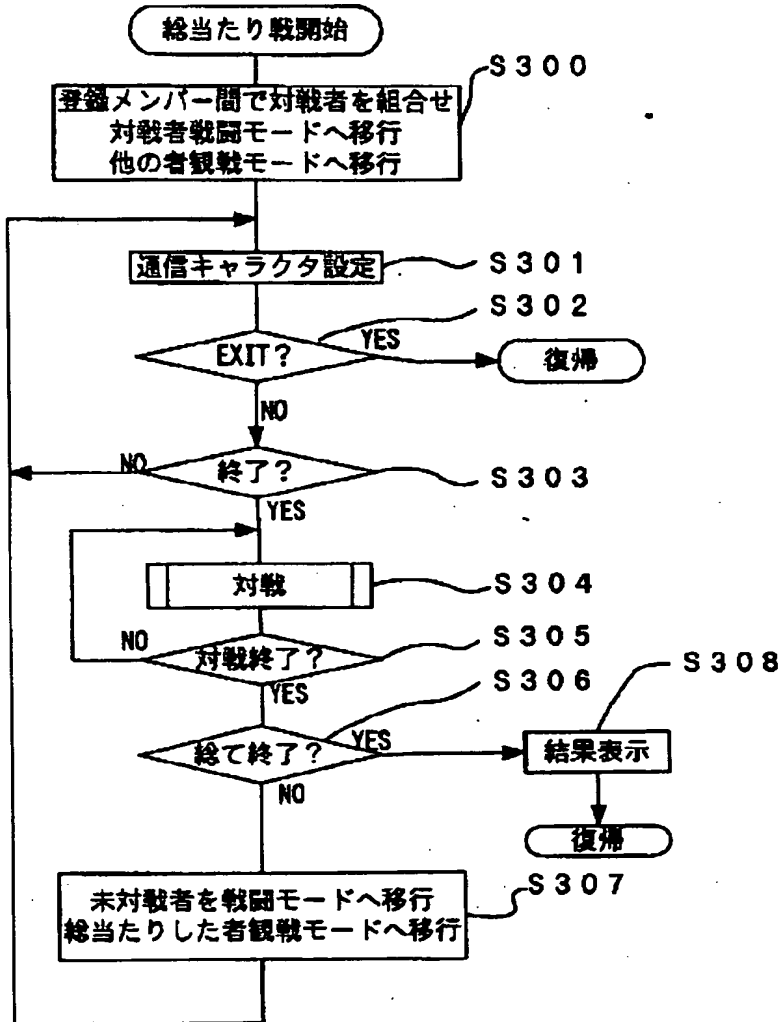 総当たり戦開始
S300
登録メンバー間で対戦者を組合せ
対戦者戦闘モードへ移行
他の者観戦モードへ移行
通信キャラクタ設定
S301
S302
EXIT?
YES
復帰
NO
NO
終了?
S303
YES
対戦
S304
NO
対戦終了?
S305
YES
S306
S308
総て終了?
YES
結果表示
NO
復帰
未対戦者を戦闘モードへ移行
総当たりした者観戦モードへ移行
S307